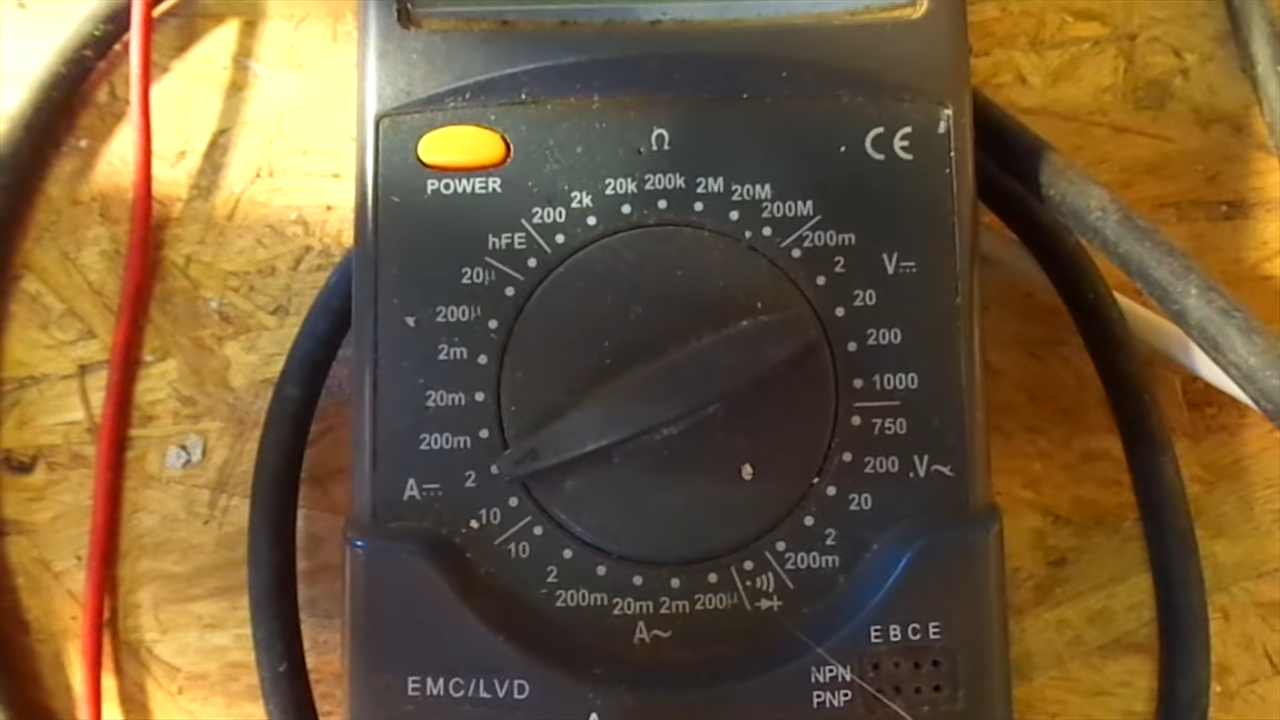 Ω
CE
POWER
200 2k 20k 200k 2M 20M 200M
hFE
20µ
200µ
2m
20m
200m
2
10
A⎓
200m
2
20
200
1000
V⎓
750
200
20
2
200m
V~
10
2
200m 20m 2m 200µ
A~
EMC/LVD
E B C E
NPN
PNP
A